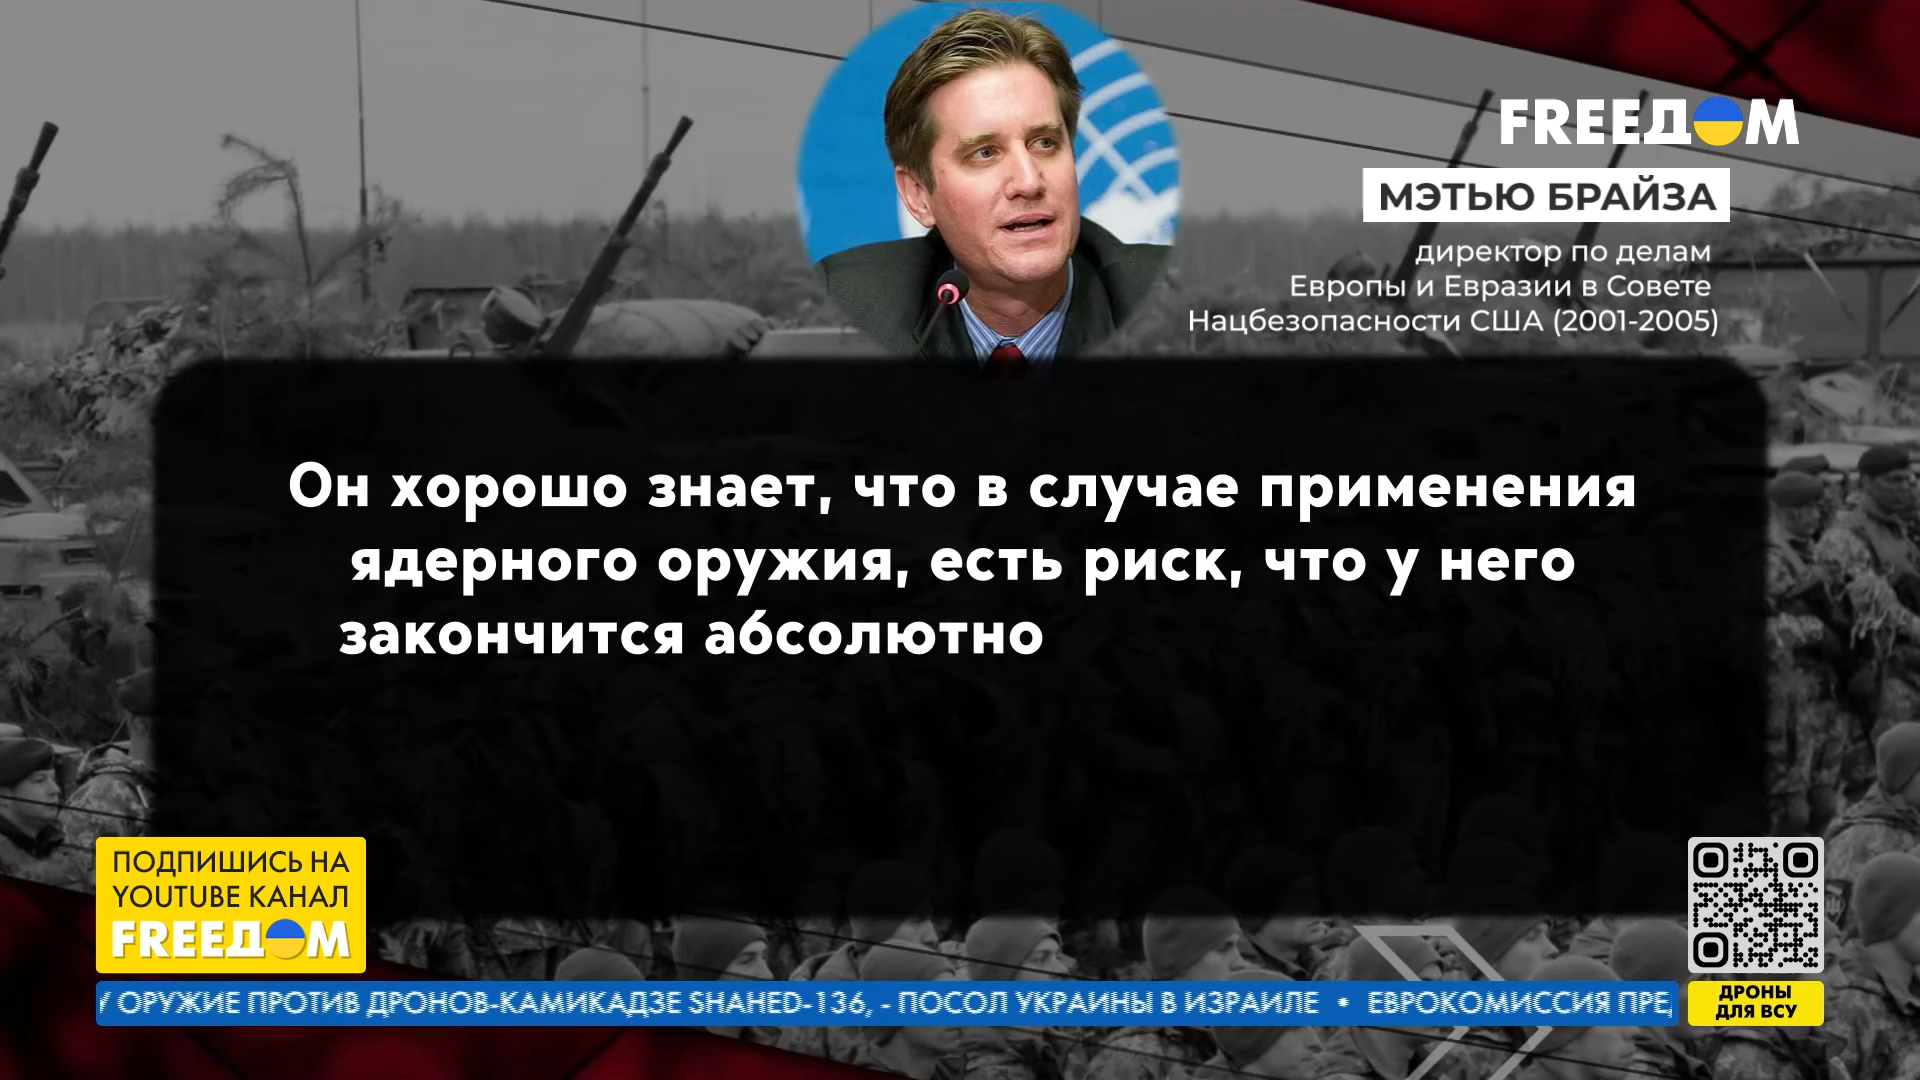 FREEДOM
МЭТЬЮ БРАЙЗА
директор по делам
Европы и Евразии в Совете
Нацбезопасности США (2001-2005)
Он хорошо знает, что в случае применения
ядерного оружия, есть риск, что у него
закончится абсолютно
ПОДПИШИСЬ НА
YOUTUBE КАНАЛ
FREEДOM
У ОРУЖИЕ ПРОТИВ ДРОНОВ-КАМИКАДЗЕ SHAHED-136, - ПОСОЛ УКРАИНЫ В ИЗРАИЛЕ • ЕВРОКОМИССИЯ ПРЕД
ДРОНЫ
ДЛЯ ВСУ